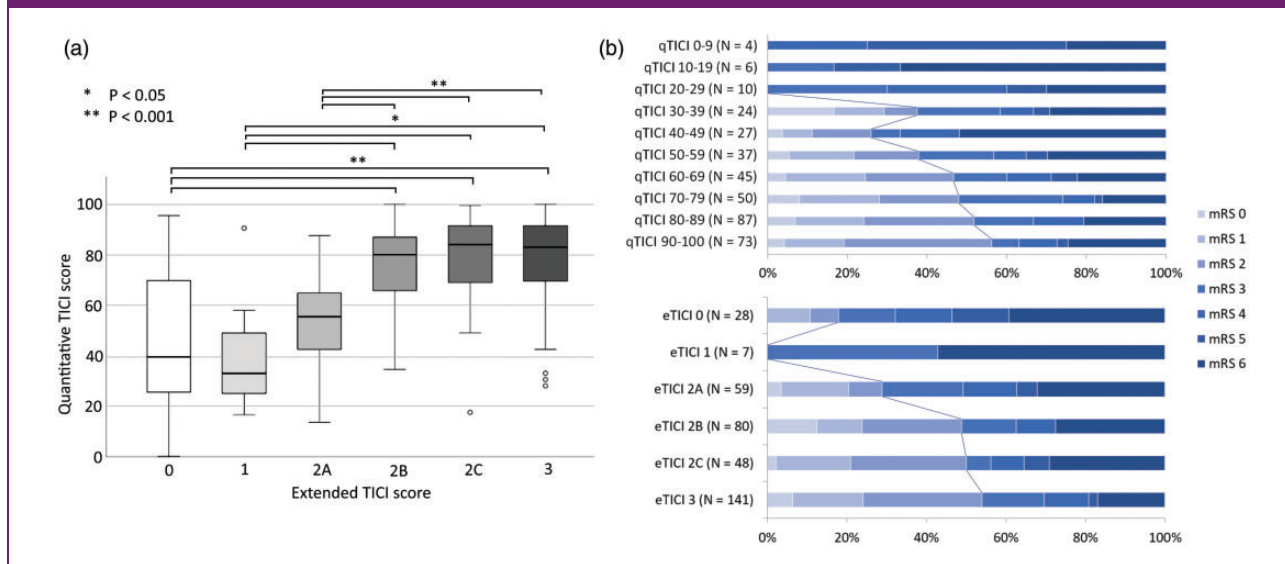 (a)
* P < 0.05
** P < 0.001
**
*
**
Quantitative TICI score
100
80
60
40
20
0
0 1 2A 2B 2C 3
Extended TICI score
(b)
qTICI 0-9 (N = 4)
qTICI 10-19 (N = 6)
qTICI 20-29 (N = 10)
qTICI 30-39 (N = 24)
qTICI 40-49 (N = 27)
qTICI 50-59 (N = 37)
qTICI 60-69 (N = 45)
qTICI 70-79 (N = 50)
qTICI 80-89 (N = 87)
qTICI 90-100 (N = 73)
0% 20% 40% 60% 80% 100%
eTICI 0 (N = 28)
eTICI 1 (N = 7)
eTICI 2A (N = 59)
eTICI 2B (N = 80)
eTICI 2C (N = 48)
eTICI 3 (N = 141)
0% 20% 40% 60% 80% 100%
mRS 0
mRS 1
mRS 2
mRS 3
mRS 4
mRS 5
mRS 6